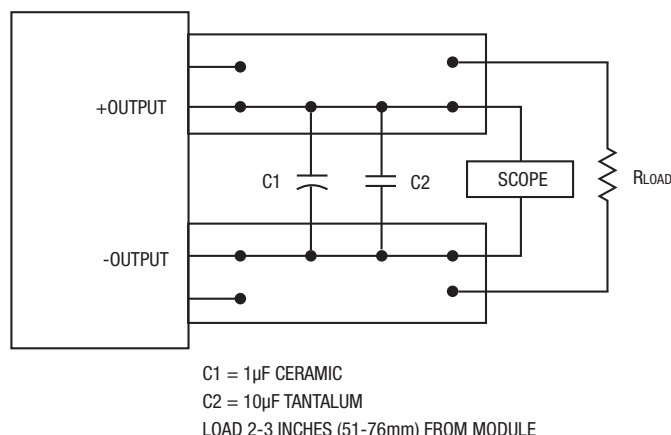 +OUTPUT
C1
C2
SCOPE
RLOAD
-OUTPUT
C1 = 1µF CERAMIC
C2 = 10µF TANTALUM
LOAD 2-3 INCHES (51-76mm) FROM MODULE